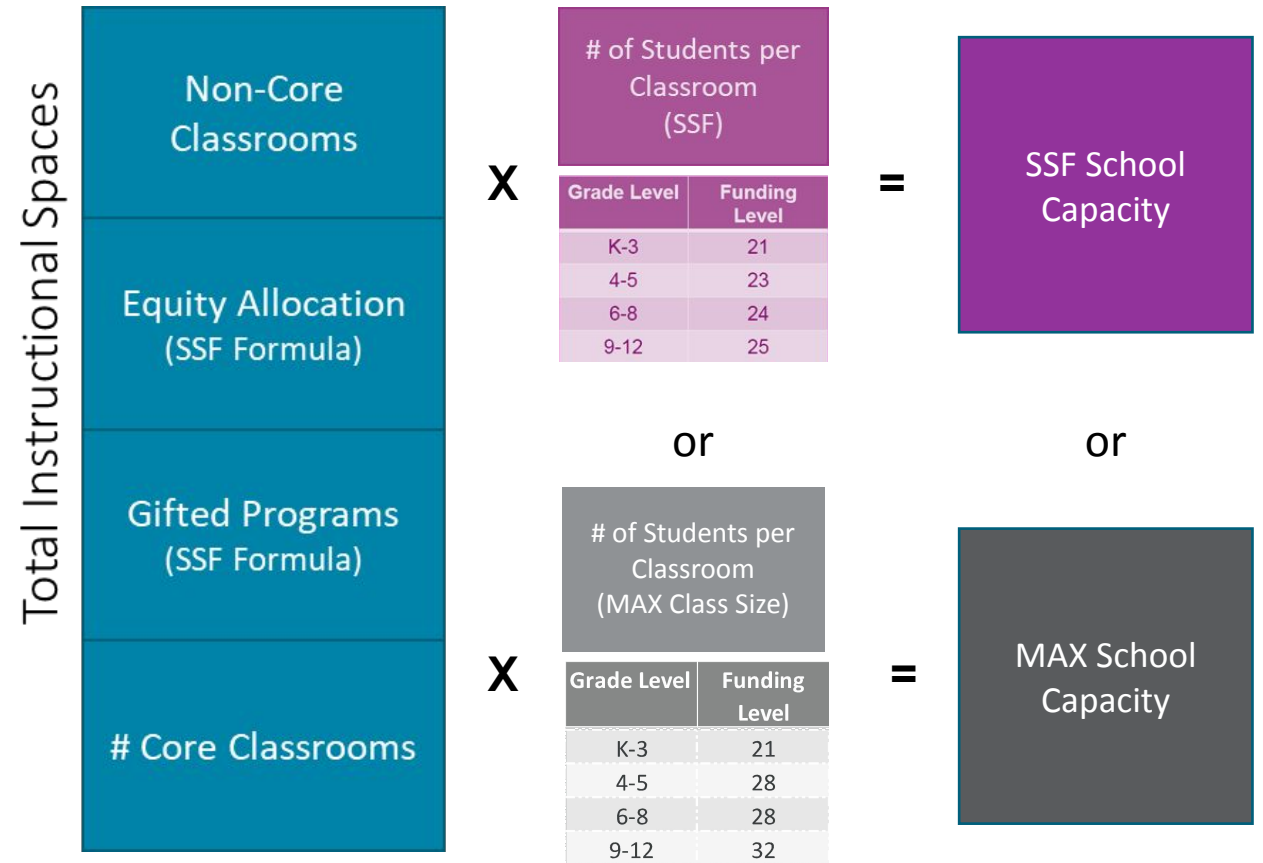 Total Instructional Spaces
Non-Core
Classrooms
Equity Allocation
(SSF Formula)
Gifted Programs
(SSF Formula)
# Core Classrooms
X
# of Students per
Classroom
(SSF)
Grade Level Funding
Level
K-3 21
4-5 23
6-8 24
9-12 25
=
SSF School
Capacity
or
or
X
# of Students per
Classroom
(MAX Class Size)
Grade Level Funding
Level
K-3 21
4-5 28
6-8 28
9-12 32
=
MAX School
Capacity